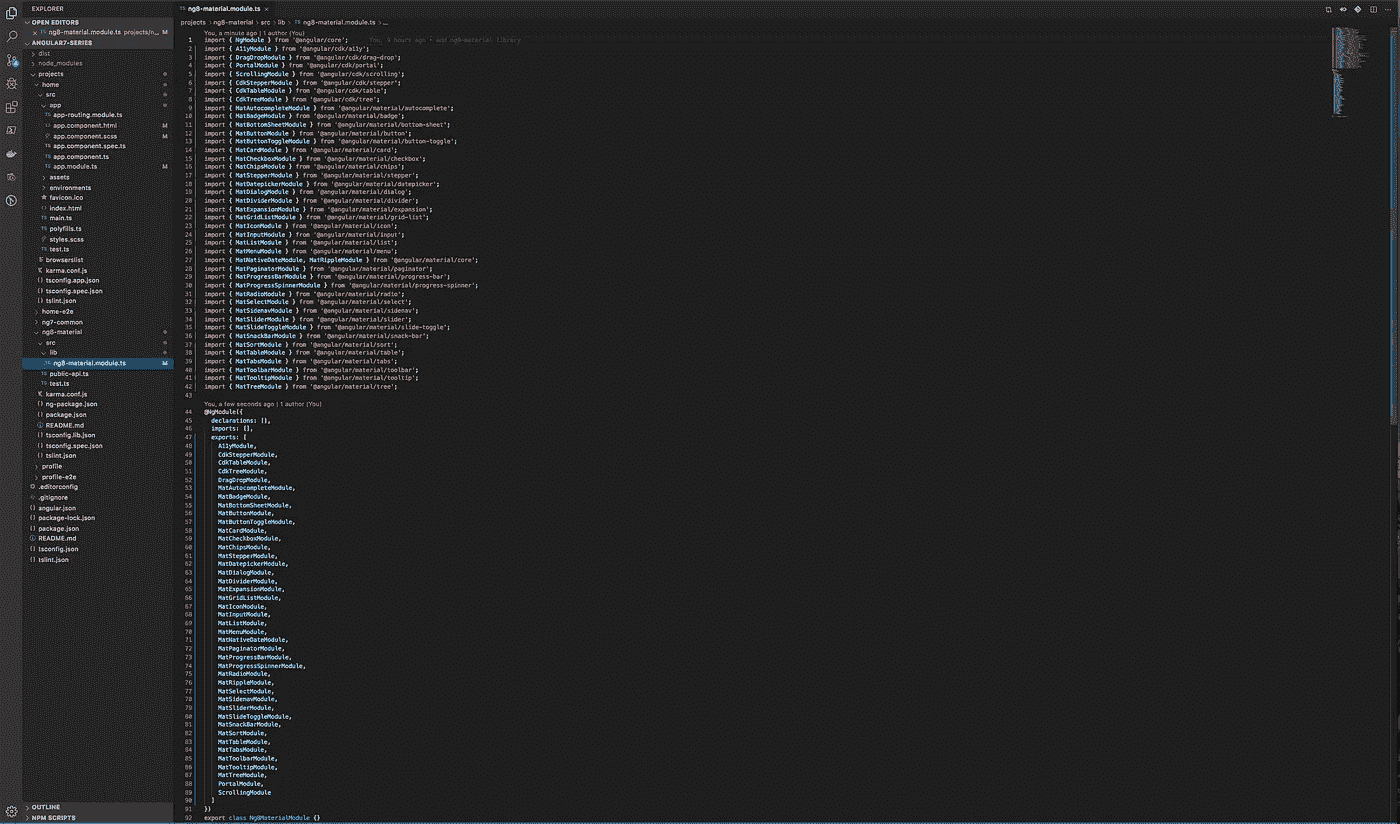 EXPLORER
OPEN EDITORS
ng8-material.module.ts projects/n... M
ANGULAR7-SERIES
dist
node_modules
projects
home
src
app
app-routing.module.ts
app.component.html M
app.component.scss M
app.component.spec.ts
app.component.ts
app.module.ts M
assets
environments
favicon.ico
index.html
main.ts
polyfills.ts
styles.scss
test.ts
browserslist
karma.conf.js
tsconfig.app.json
tsconfig.spec.json
tslint.json
home-e2e
ng7-common
ng8-material
src
lib
ng8-material.module.ts M
public-api.ts
test.ts
karma.conf.js
ng-package.json
package.json
README.md
tsconfig.lib.json
tsconfig.spec.json
tslint.json
profile
profile-e2e
.editorconfig
.gitignore
angular.json
package-lock.json
package.json
README.md
tsconfig.json
tslint.json
OUTLINE
NPM SCRIPTS
ng8-material.module.ts
projects > ng8-material > src > lib > ng8-material.module.ts > ...
You, a minute ago | 1 author (You)
1 import { NgModule } from '@angular/core'; You, 9 hours ago • add ng8-material library
2 import { A11yModule } from '@angular/cdk/a11y';
3 import { DragDropModule } from '@angular/cdk/drag-drop';
4 import { PortalModule } from '@angular/cdk/portal';
5 import { ScrollingModule } from '@angular/cdk/scrolling';
6 import { CdkStepperModule } from '@angular/cdk/stepper';
7 import { CdkTableModule } from '@angular/cdk/table';
8 import { CdkTreeModule } from '@angular/cdk/tree';
9 import { MatAutocompleteModule } from '@angular/material/autocomplete';
10 import { MatBadgeModule } from '@angular/material/badge';
11 import { MatBottomSheetModule } from '@angular/material/bottom-sheet';
12 import { MatButtonModule } from '@angular/material/button';
13 import { MatButtonToggleModule } from '@angular/material/button-toggle';
14 import { MatCardModule } from '@angular/material/card';
15 import { MatCheckboxModule } from '@angular/material/checkbox';
16 import { MatChipsModule } from '@angular/material/chips';
17 import { MatStepperModule } from '@angular/material/stepper';
18 import { MatDatepickerModule } from '@angular/material/datepicker';
19 import { MatDialogModule } from '@angular/material/dialog';
20 import { MatDividerModule } from '@angular/material/divider';
21 import { MatExpansionModule } from '@angular/material/expansion';
22 import { MatGridListModule } from '@angular/material/grid-list';
23 import { MatIconModule } from '@angular/material/icon';
24 import { MatInputModule } from '@angular/material/input';
25 import { MatListModule } from '@angular/material/list';
26 import { MatMenuModule } from '@angular/material/menu';
27 import { MatNativeDateModule, MatRippleModule } from '@angular/material/core';
28 import { MatPaginatorModule } from '@angular/material/paginator';
29 import { MatProgressBarModule } from '@angular/material/progress-bar';
30 import { MatProgressSpinnerModule } from '@angular/material/progress-spinner';
31 import { MatRadioModule } from '@angular/material/radio';
32 import { MatSelectModule } from '@angular/material/select';
33 import { MatSidenavModule } from '@angular/material/sidenav';
34 import { MatSliderModule } from '@angular/material/slider';
35 import { MatSlideToggleModule } from '@angular/material/slide-toggle';
36 import { MatSnackBarModule } from '@angular/material/snack-bar';
37 import { MatSortModule } from '@angular/material/sort';
38 import { MatTableModule } from '@angular/material/table';
39 import { MatTabsModule } from '@angular/material/tabs';
40 import { MatToolbarModule } from '@angular/material/toolbar';
41 import { MatTooltipModule } from '@angular/material/tooltip';
42 import { MatTreeModule } from '@angular/material/tree';
43
You, a few seconds ago | 1 author (You)
44 @NgModule({
45 declarations: [],
46 imports: [],
47 exports: [
48 A11yModule,
49 CdkStepperModule,
50 CdkTableModule,
51 CdkTreeModule,
52 DragDropModule,
53 MatAutocompleteModule,
54 MatBadgeModule,
55 MatBottomSheetModule,
56 MatButtonModule,
57 MatButtonToggleModule,
58 MatCardModule,
59 MatCheckboxModule,
60 MatChipsModule,
61 MatStepperModule,
62 MatDatepickerModule,
63 MatDialogModule,
64 MatDividerModule,
65 MatExpansionModule,
66 MatGridListModule,
67 MatIconModule,
68 MatInputModule,
69 MatListModule,
70 MatMenuModule,
71 MatNativeDateModule,
72 MatPaginatorModule,
73 MatProgressBarModule,
74 MatProgressSpinnerModule,
75 MatRadioModule,
76 MatRippleModule,
77 MatSelectModule,
78 MatSidenavModule,
79 MatSliderModule,
80 MatSlideToggleModule,
81 MatSnackBarModule,
82 MatSortModule,
83 MatTableModule,
84 MatTabsModule,
85 MatToolbarModule,
86 MatTooltipModule,
87 MatTreeModule,
88 PortalModule,
89 ScrollingModule
90 ]
91 })
92 export class Ng8MaterialModule {}